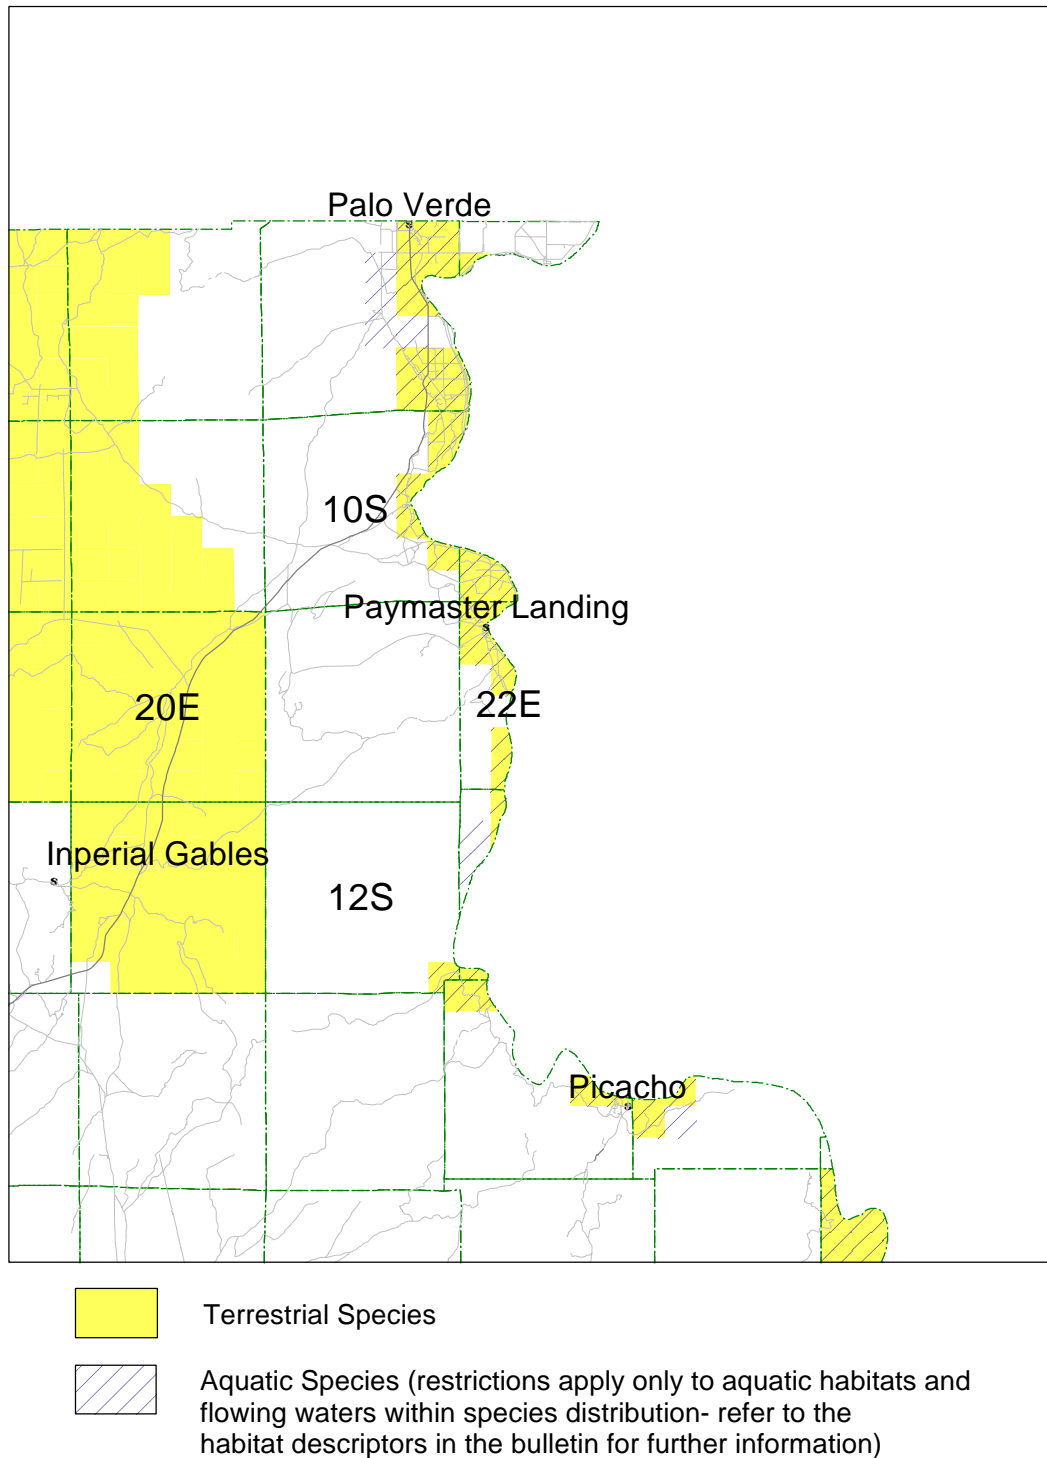 Palo Verde
10S
Paymaster Landing
20E
22E
Inperial Gables
12S
Picacho
Terrestrial Species
Aquatic Species (restrictions apply only to aquatic habitats and
flowing waters within species distribution- refer to the
habitat descriptors in the bulletin for further information)